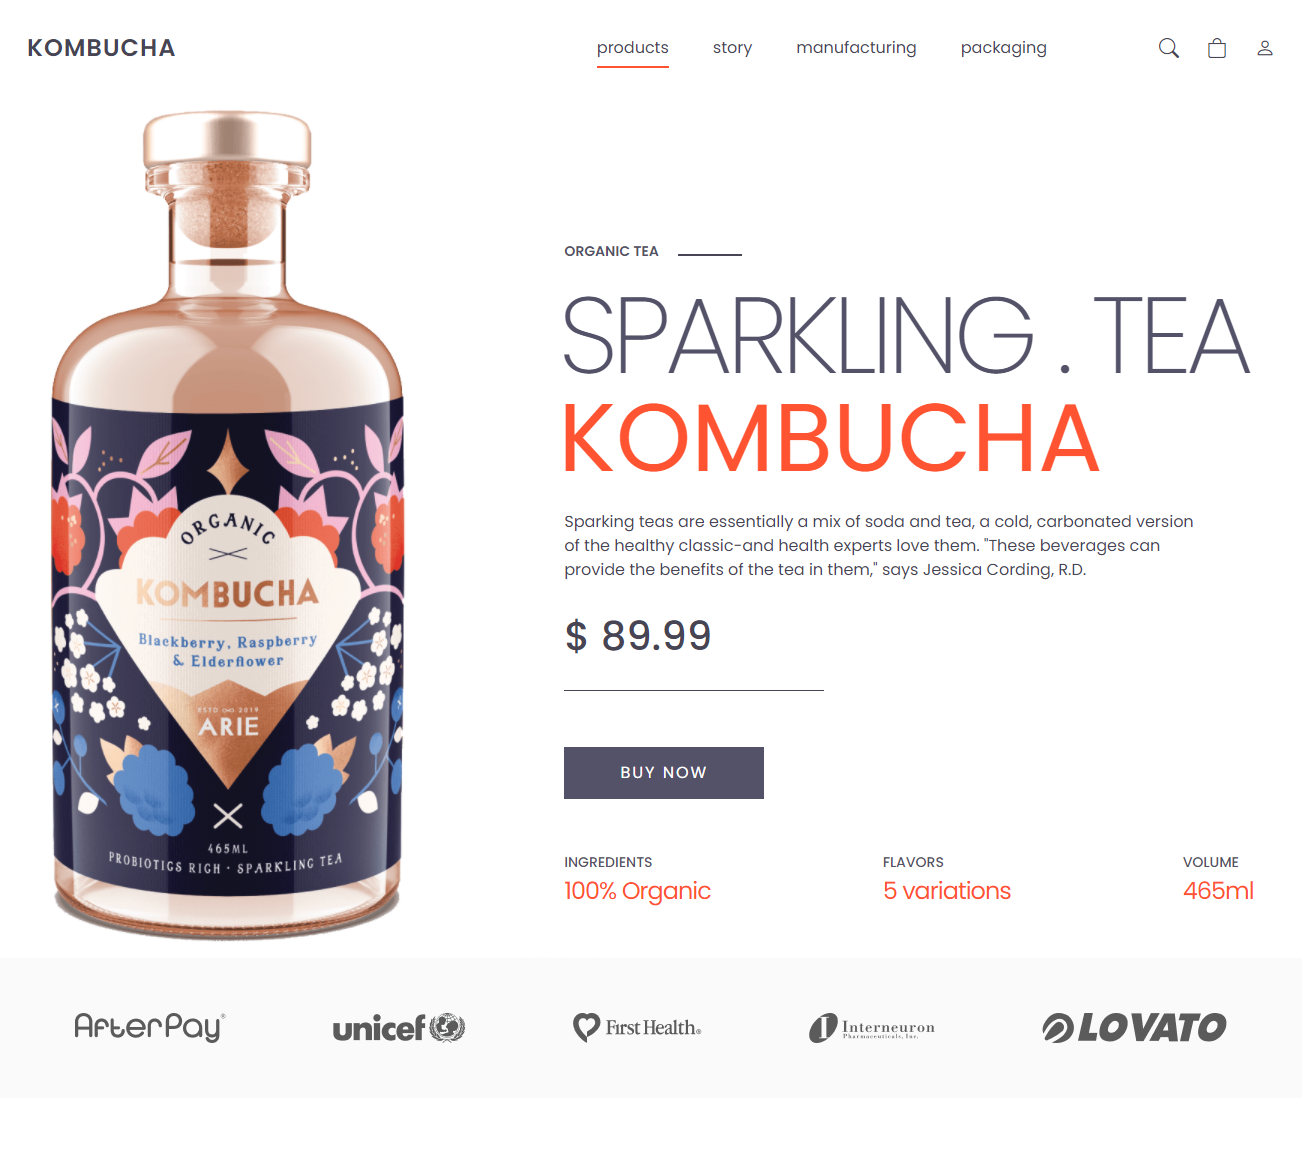 KOMBUCHA
products story manufacturing packaging
ORGANIC TEA
SPARKLING . TEA
KOMBUCHA
Sparking teas are essentially a mix of soda and tea, a cold, carbonated version
of the healthy classic-and health experts love them. "These beverages can
provide the benefits of the tea in them," says Jessica Cording, R.D.
$ 89.99
BUY NOW
INGREDIENTS
100% Organic
FLAVORS
5 variations
VOLUME
465ml
ORGANIC
KOMBUCHA
Blackberry, Raspberry
& Elderflower
ESTD 2019
ARIE
465ML
PROBIOTICS RIGH · SPARKLING TEA
AfterPay®
unicef
First Health®
Interneuron
Pharmaceuticals, Inc.
LOVATO